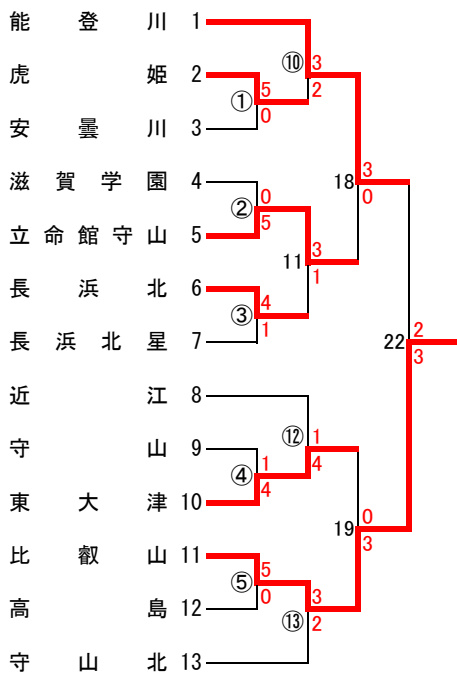 能登川 1
虎姫 2
安曇川 3
滋賀学園 4
立命館守山 5
長浜北 6
長浜北星 7
近江 8
守山 9
東大津 10
比叡山 11
高島 12
守山北 13
① 5 0
② 0 5
③ 4 1
④ 1 4
⑤ 5 0
⑩ 3 2
11 3 1
⑫ 1 4
⑬ 3 2
18 3 0
19 0 3
22 2 3